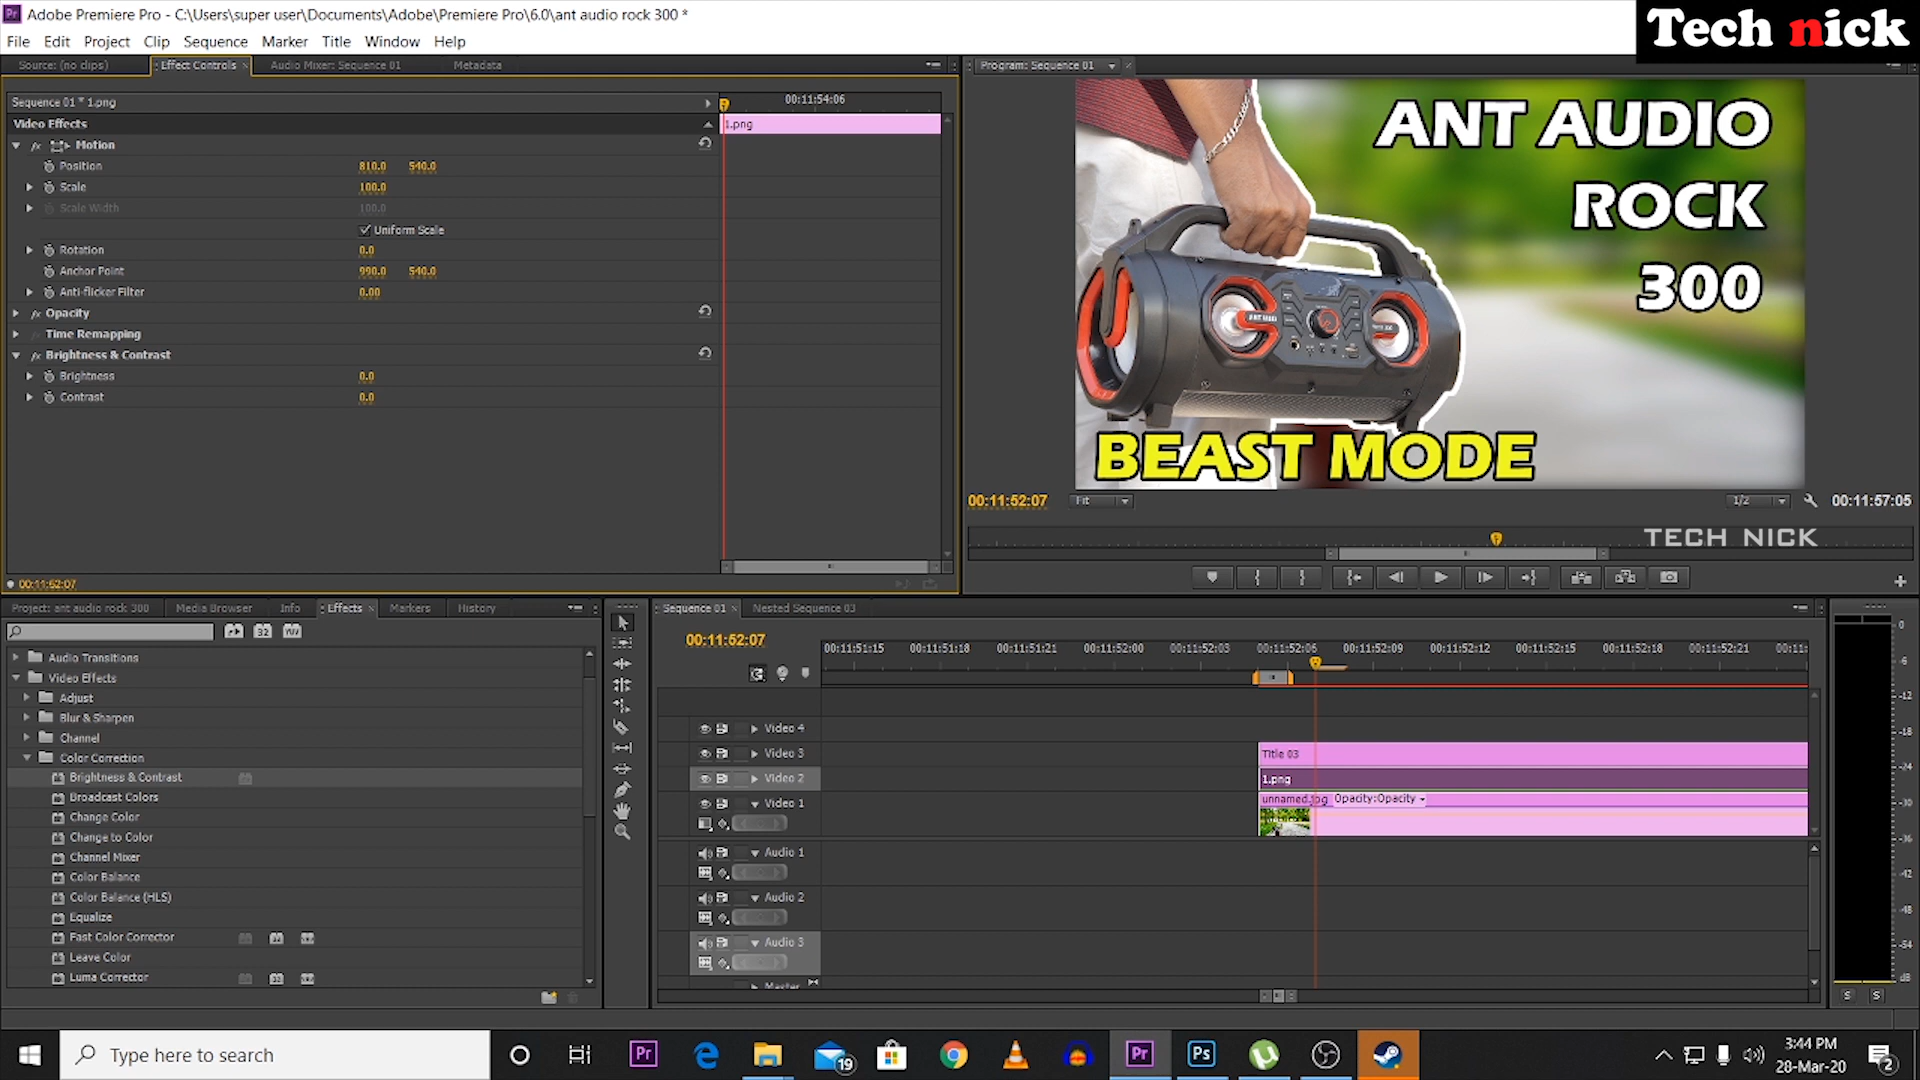 Adobe Premiere Pro - C:\Users\super user\Documents\Adobe\Premiere Pro\6.0\ant audio rock 300 *
Tech nick
File Edit Project Clip Sequence Marker Title Window Help
Source: (no clips) Effect Controls Audio Mixer: Sequence 01 Metadata
Program: Sequence 01
Sequence 01 * 1.png
00:11:54:06
Video Effects
1.png
Motion
Position 810.0 540.0
Scale 100.0
Scale Width 100.0
Uniform Scale
Rotation 0.0
Anchor Point 990.0 540.0
Anti-flicker Filter 0.00
Opacity
Time Remapping
Brightness & Contrast
Brightness 0.0
Contrast 0.0
00:11:52:07
ANT AUDIO
ROCK
300
BEAST MODE
00:11:52:07 Fit 1/2 00:11:57:05
TECH NICK
Project: ant audio rock 300 Media Browser Info Effects Markers History
Audio Transitions
Video Effects
Adjust
Blur & Sharpen
Channel
Color Correction
Brightness & Contrast
Broadcast Colors
Change Color
Change to Color
Channel Mixer
Color Balance
Color Balance (HLS)
Equalize
Fast Color Corrector
Leave Color
Luma Corrector
Sequence 01 Nested Sequence 03
00:11:52:07
00:11:51:15 00:11:51:18 00:11:51:21 00:11:52:00 00:11:52:03 00:11:52:06 00:11:52:09 00:11:52:12 00:11:52:15 00:11:52:18 00:11:52:21 00:11:
Video 4
Video 3 Title 03
Video 2 1.png
Video 1 unnamed.jpg Opacity:Opacity
Audio 1
Audio 2
Audio 3
Master
0
-6
-12
-18
-24
-30
-36
-42
-48
-54
dB
S S
Type here to search
19
3:44 PM
28-Mar-20
2